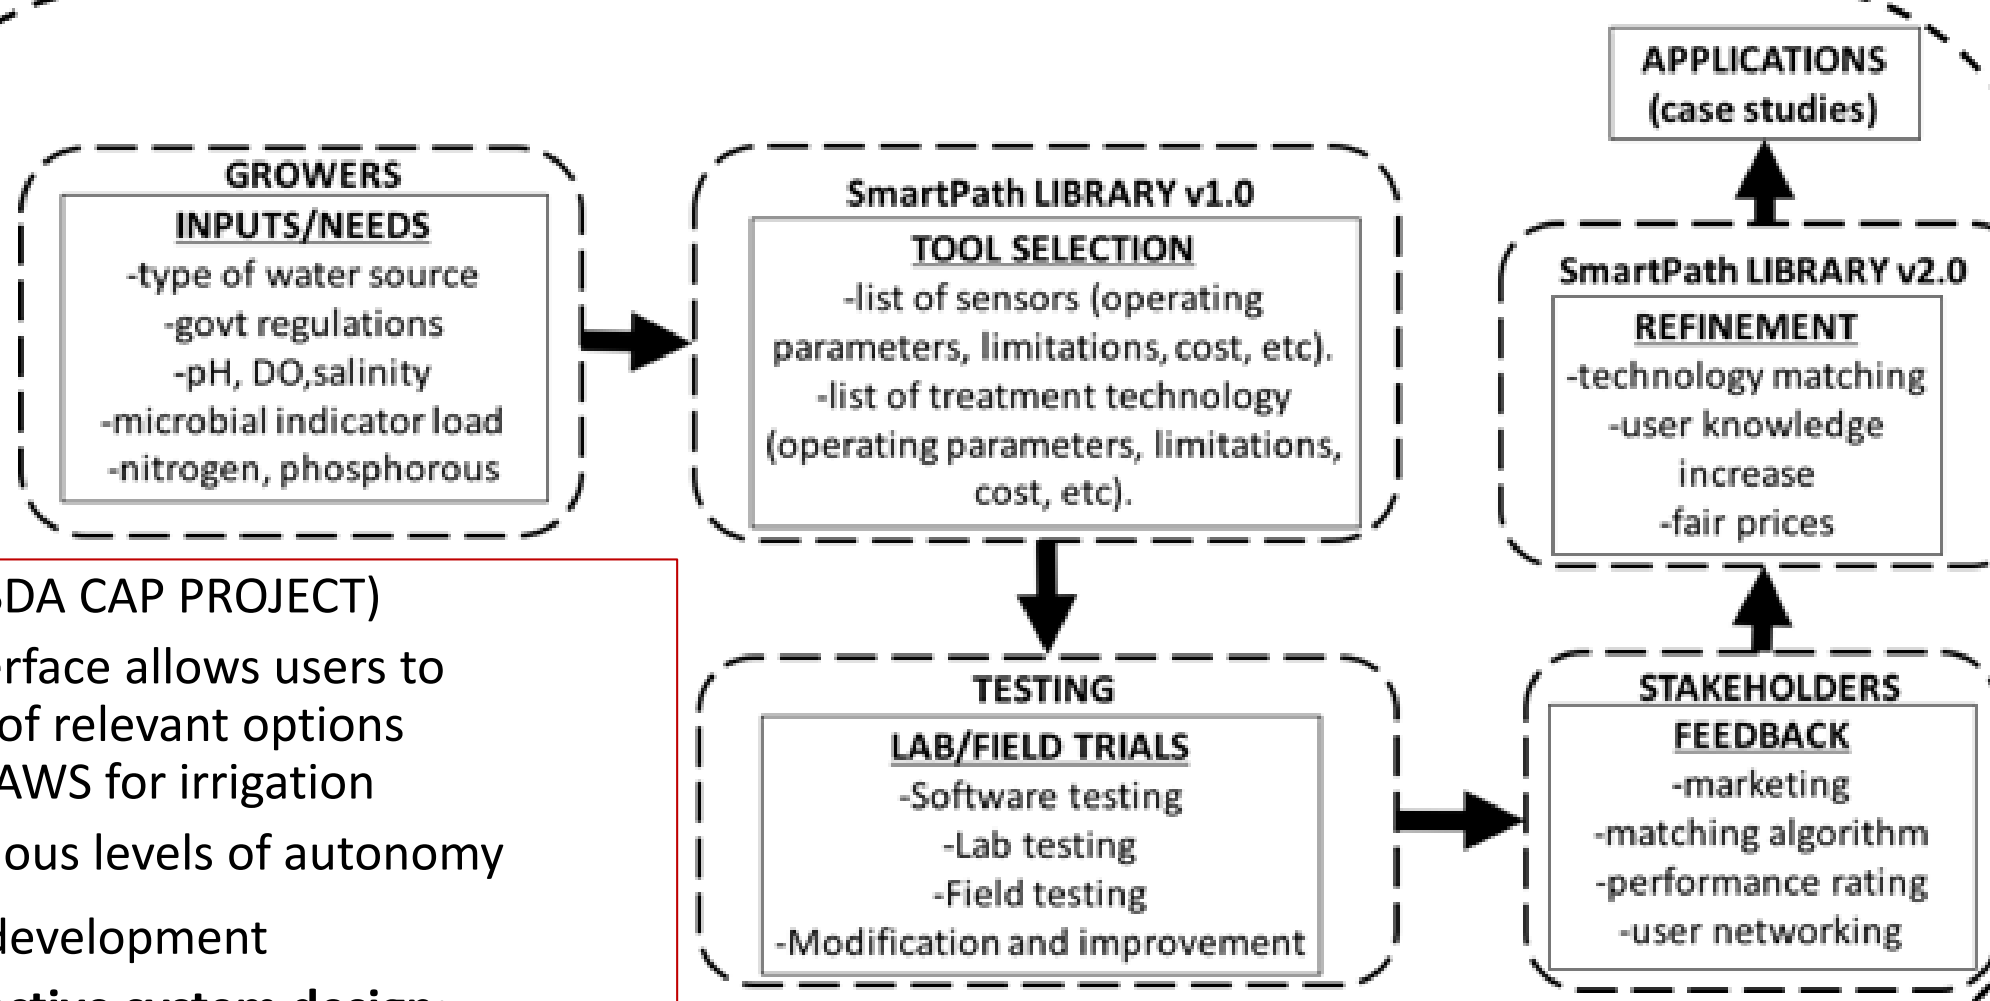 APPLICATIONS
(case studies)
GROWERS
INPUTS/NEEDS
-type of water source
-govt regulations
-pH, DO,salinity
-microbial indicator load
-nitrogen, phosphorous
SmartPath LIBRARY v1.0
TOOL SELECTION
-list of sensors (operating
parameters, limitations, cost, etc).
-list of treatment technology
(operating parameters, limitations,
cost, etc).
SmartPath LIBRARY v2.0
REFINEMENT
-technology matching
-user knowledge
increase
-fair prices
TESTING
LAB/FIELD TRIALS
-Software testing
-Lab testing
-Field testing
-Modification and improvement
STAKEHOLDERS
FEEDBACK
-marketing
-matching algorithm
-performance rating
-user networking
CAP PROJECT)
allows users to
of relevant options
AWS for irrigation
levels of autonomy
development
system design: